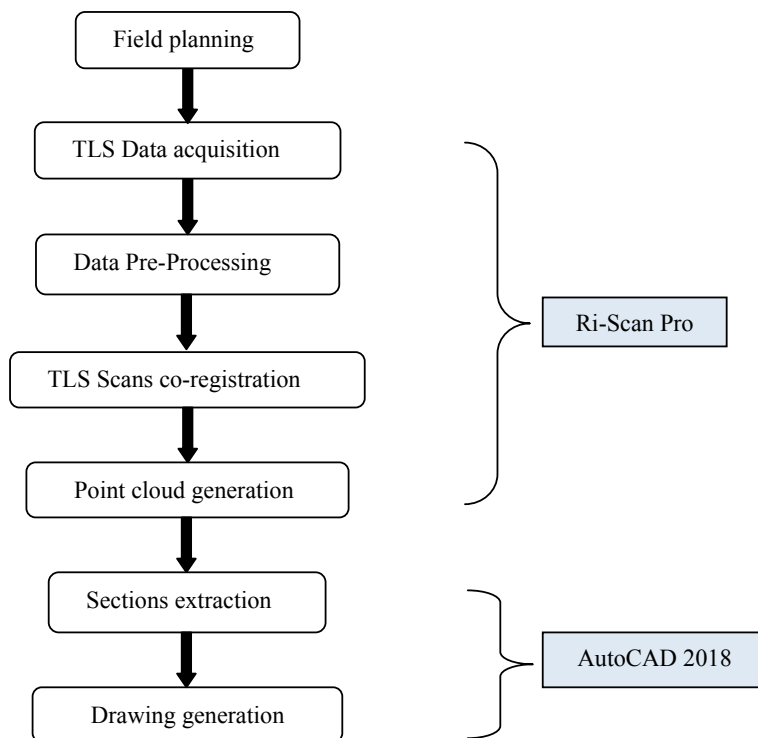 Field planning
TLS Data acquisition
Data Pre-Processing
Ri-Scan Pro
TLS Scans co-registration
Point cloud generation
Sections extraction
AutoCAD 2018
Drawing generation